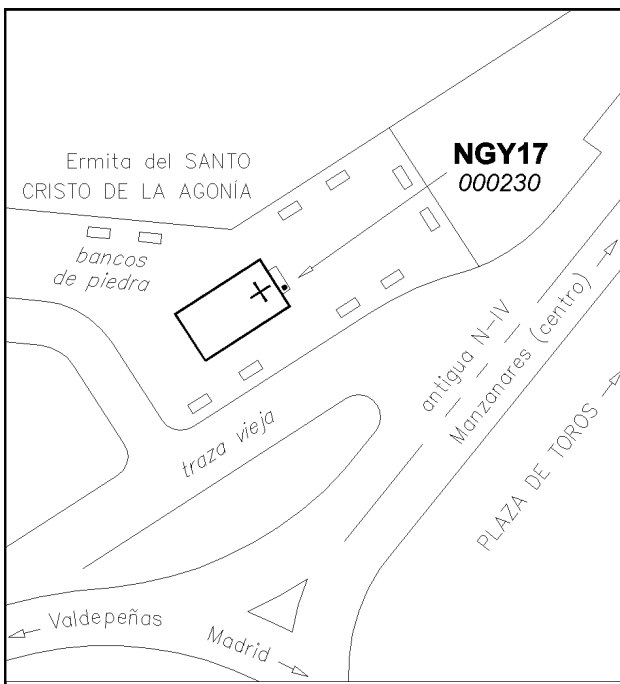 Ermita del SANTO
CRISTO DE LA AGONÍA
NGY17
000230
bancos
de piedra
antigua N-IV
Manzanares (centro)
traza vieja
PLAZA DE TOROS
Valdepeñas
Madrid